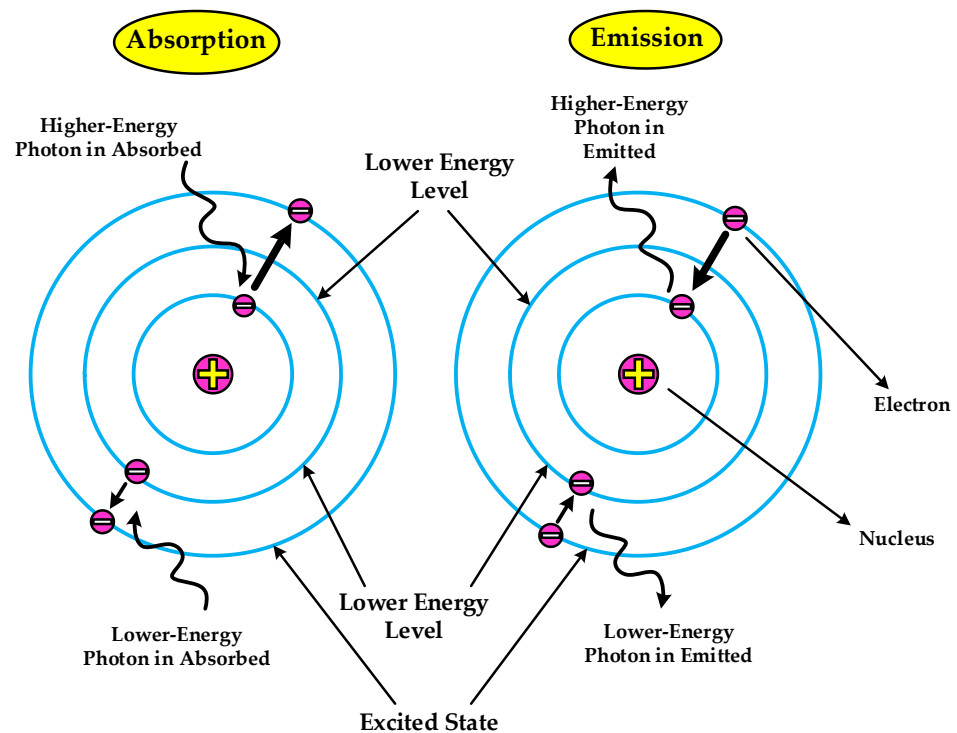 Absorption
Emission
Higher-Energy
Photon in Absorbed
Lower Energy
Level
Higher-Energy
Photon in
Emitted
Electron
Nucleus
Lower-Energy
Photon in Absorbed
Lower Energy
Level
Lower-Energy
Photon in Emitted
Excited State